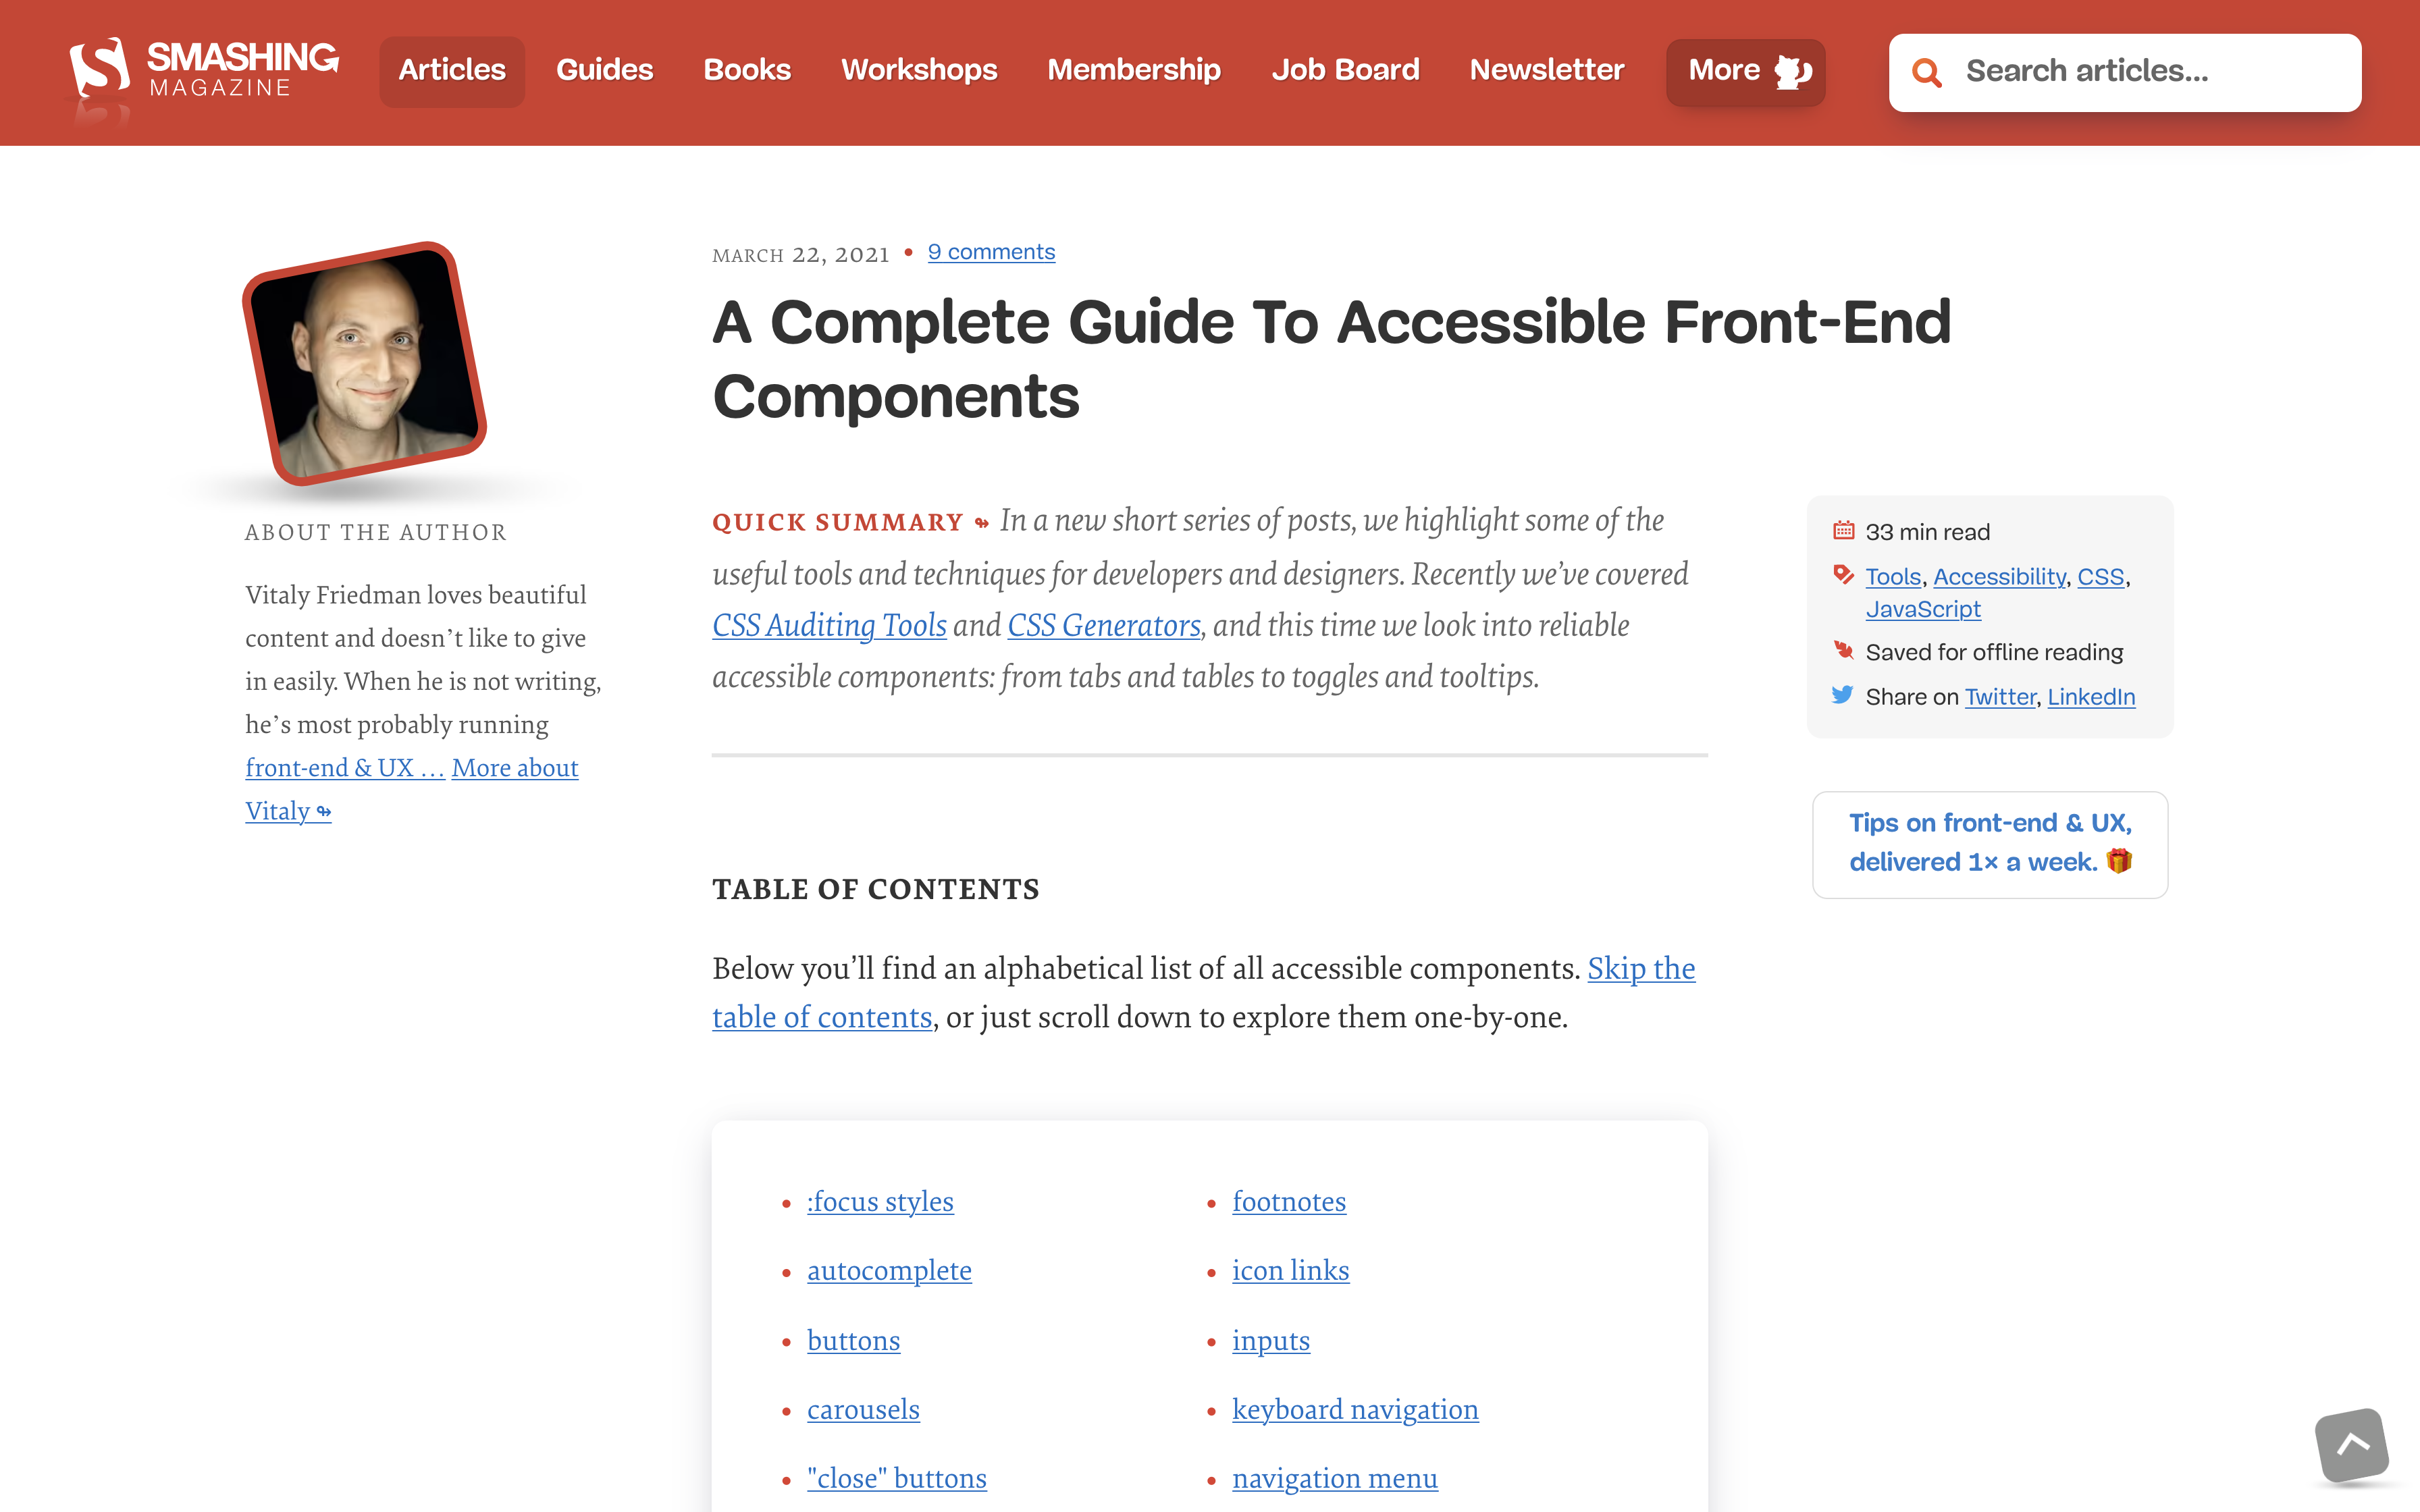 SMASHING
MAGAZINE
Articles
Guides
Books
Workshops
Membership
Job Board
Newsletter
More
Search articles...
MARCH 22, 2021 • 9 comments
A Complete Guide To Accessible Front-End
Components
ABOUT THE AUTHOR
Vitaly Friedman loves beautiful
content and doesn’t like to give
in easily. When he is not writing,
he’s most probably running
front-end & UX … More about
Vitaly ↬
QUICK SUMMARY ↬ In a new short series of posts, we highlight some of the
useful tools and techniques for developers and designers. Recently we’ve covered
CSS Auditing Tools and CSS Generators, and this time we look into reliable
accessible components: from tabs and tables to toggles and tooltips.
33 min read
Tools, Accessibility, CSS,
JavaScript
Saved for offline reading
Share on Twitter, LinkedIn
Tips on front-end & UX,
delivered 1× a week. 🎁
TABLE OF CONTENTS
Below you’ll find an alphabetical list of all accessible components. Skip the
table of contents, or just scroll down to explore them one-by-one.
• :focus styles
• autocomplete
• buttons
• carousels
• "close" buttons
• footnotes
• icon links
• inputs
• keyboard navigation
• navigation menu